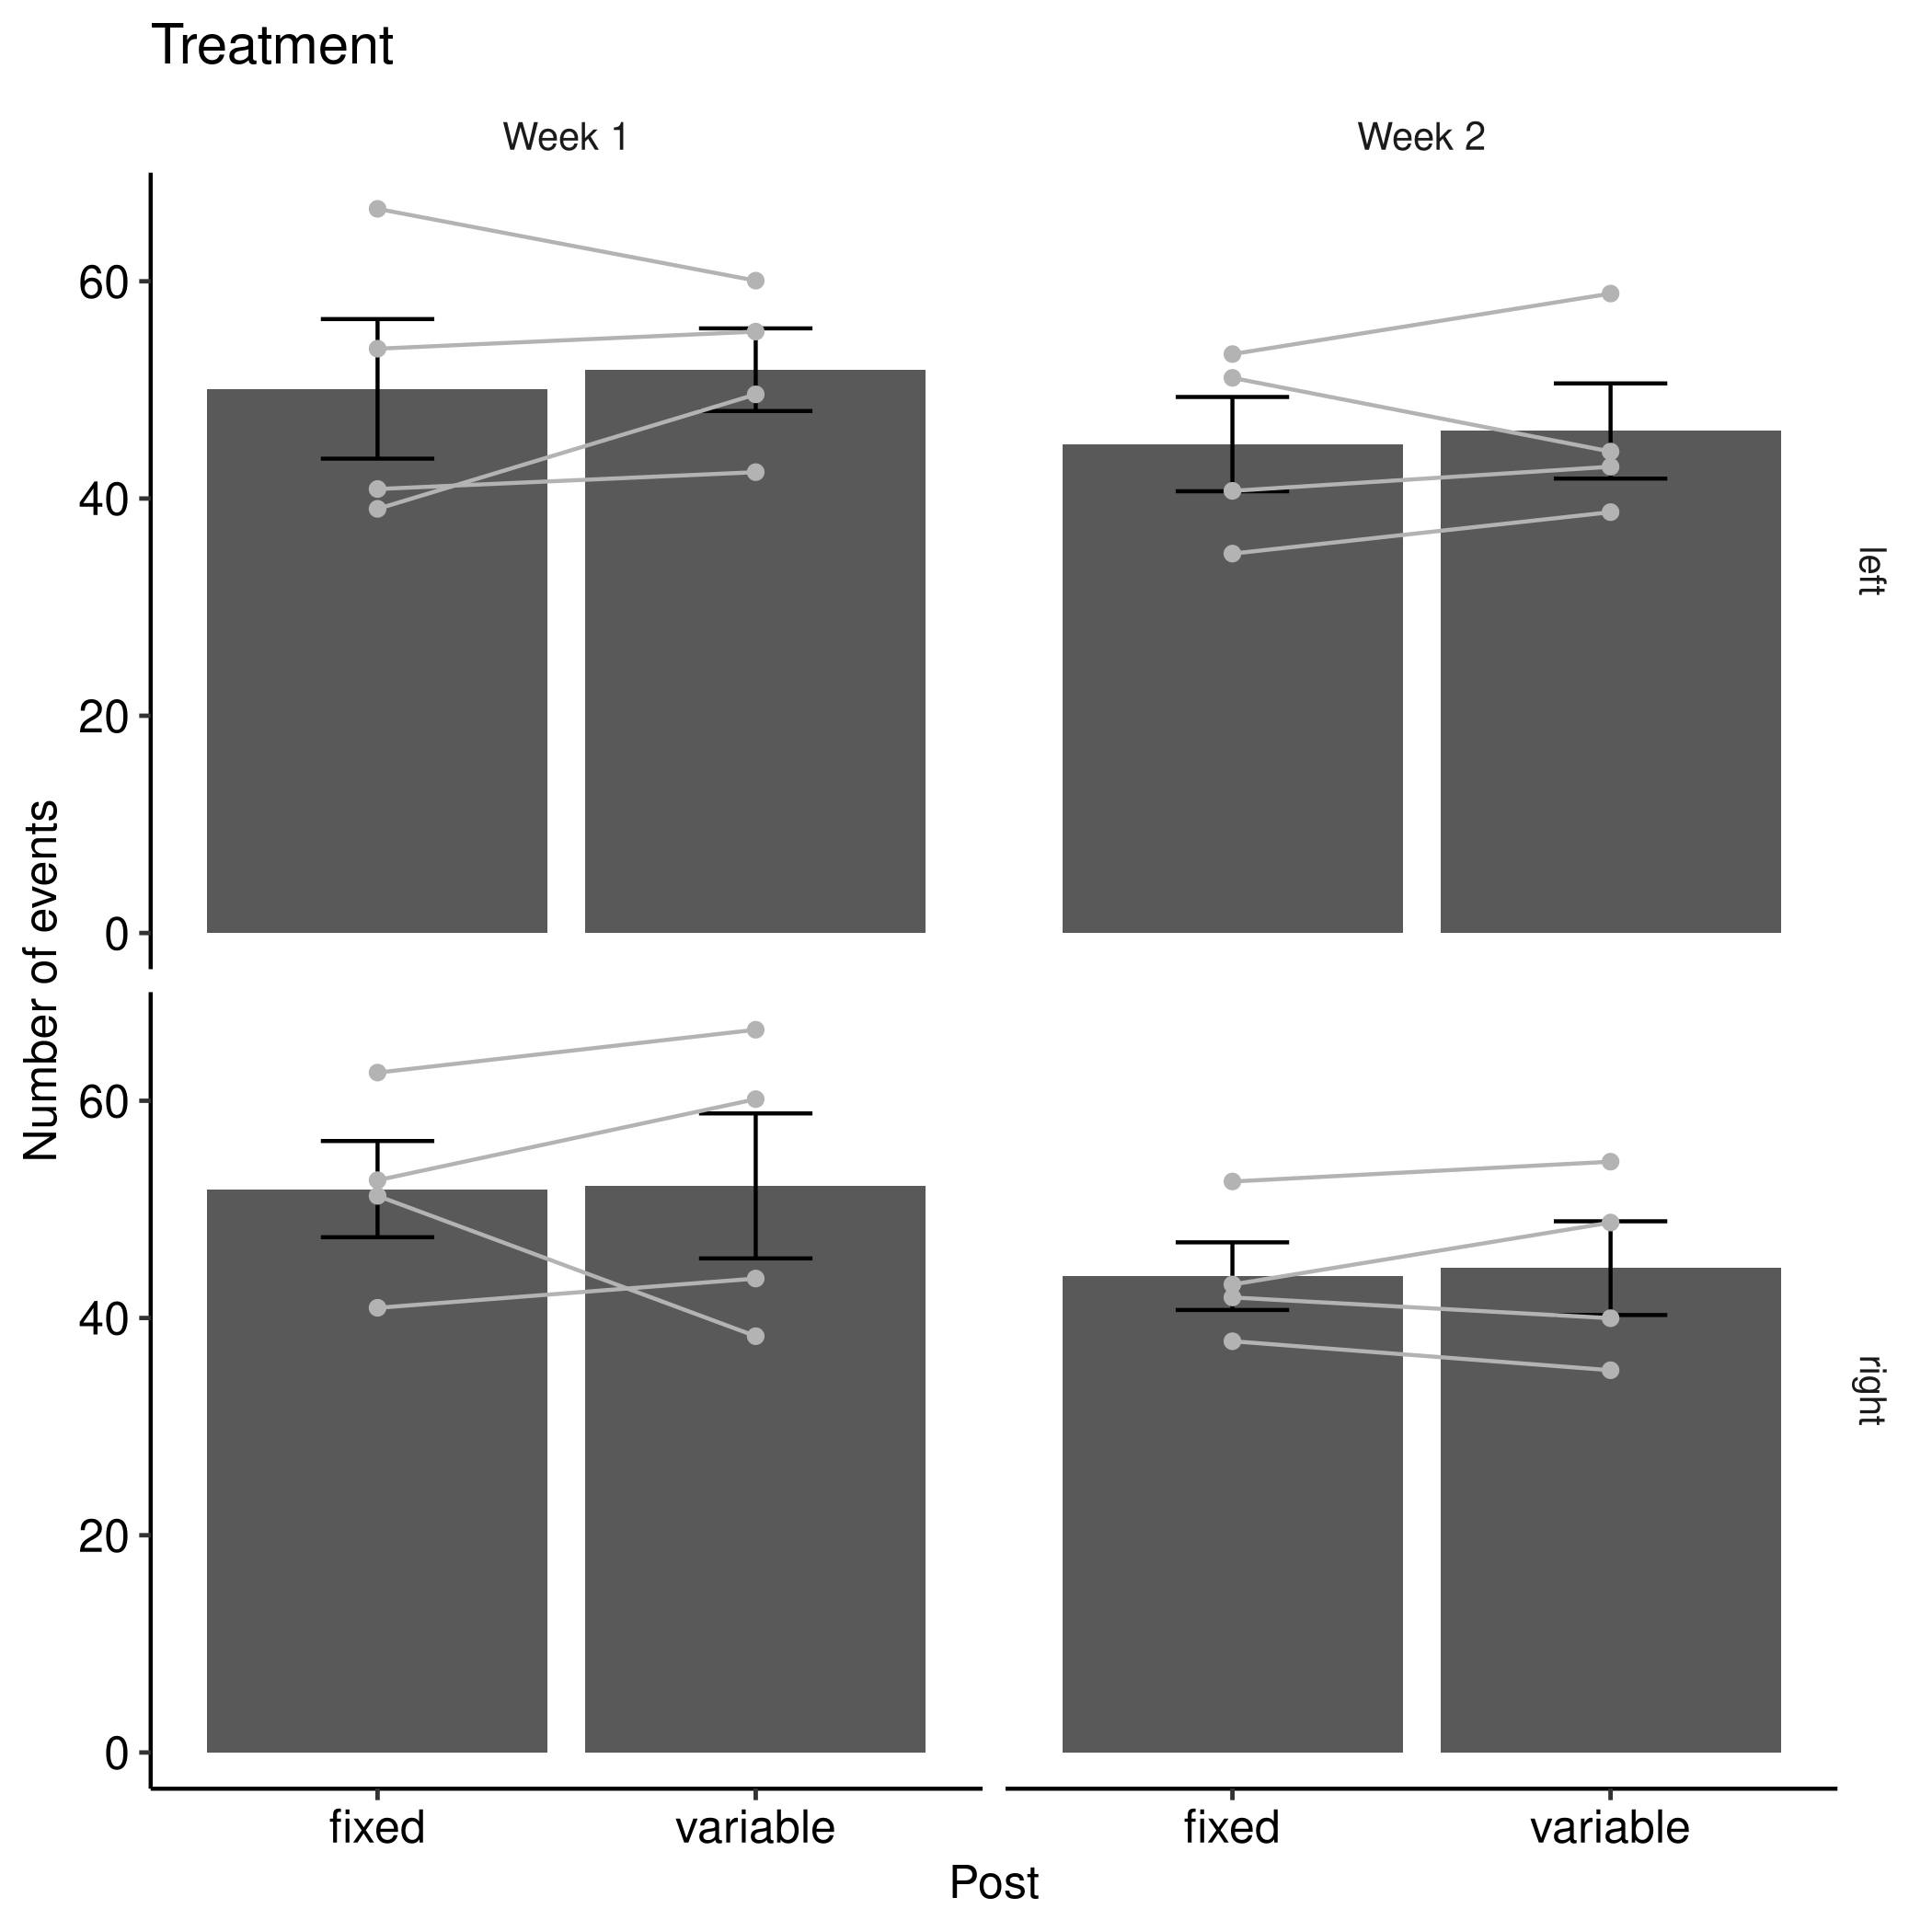 Treatment
Week 1
Week 2
60
40
20
0
left
Number of events
60
40
20
0
right
fixed
variable
fixed
variable
Post